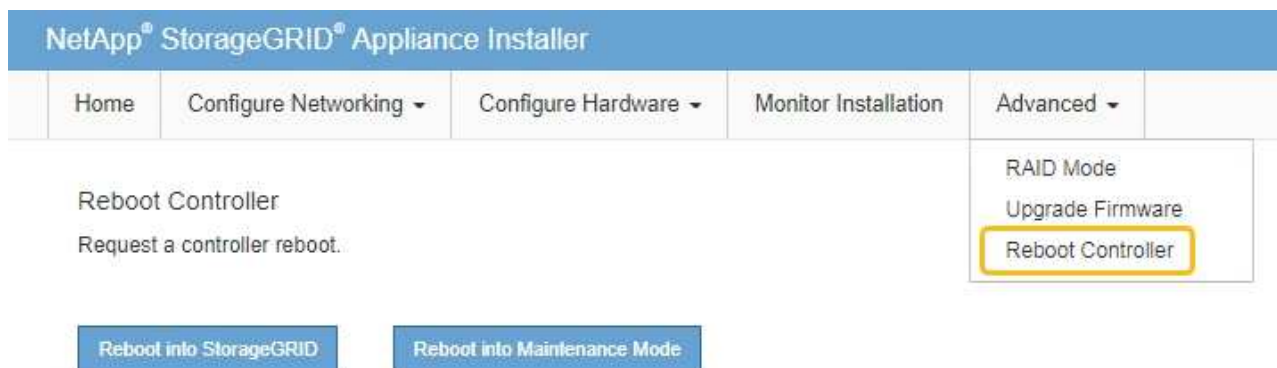 NetApp® StorageGRID® Appliance Installer
Home Configure Networking Configure Hardware Monitor Installation Advanced
RAID Mode
Upgrade Firmware
Reboot Controller
Reboot Controller
Request a controller reboot.
Reboot into StorageGRID Reboot into Maintenance Mode